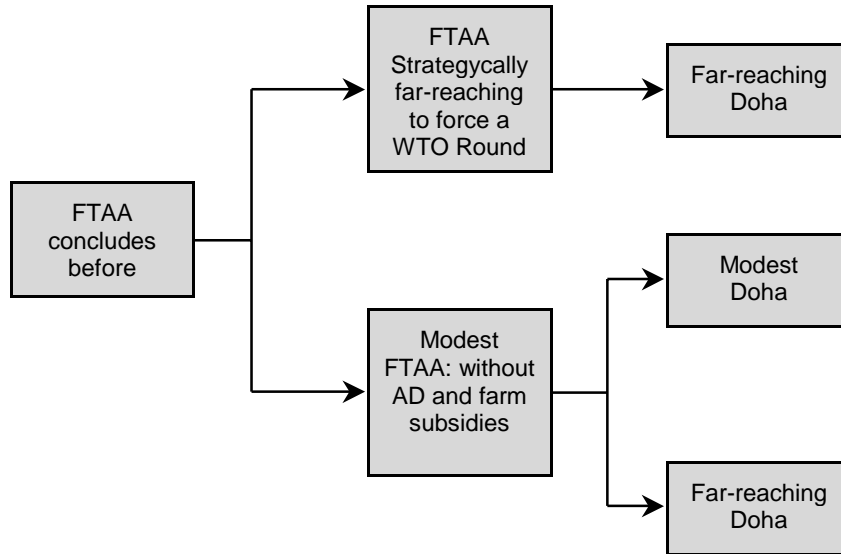 FTAA
Strategycally
far-reaching
to force a
WTO Round
Far-reaching
Doha
FTAA
concludes
before
Modest
Doha
Modest
FTAA: without
AD and farm
subsidies
Far-reaching
Doha